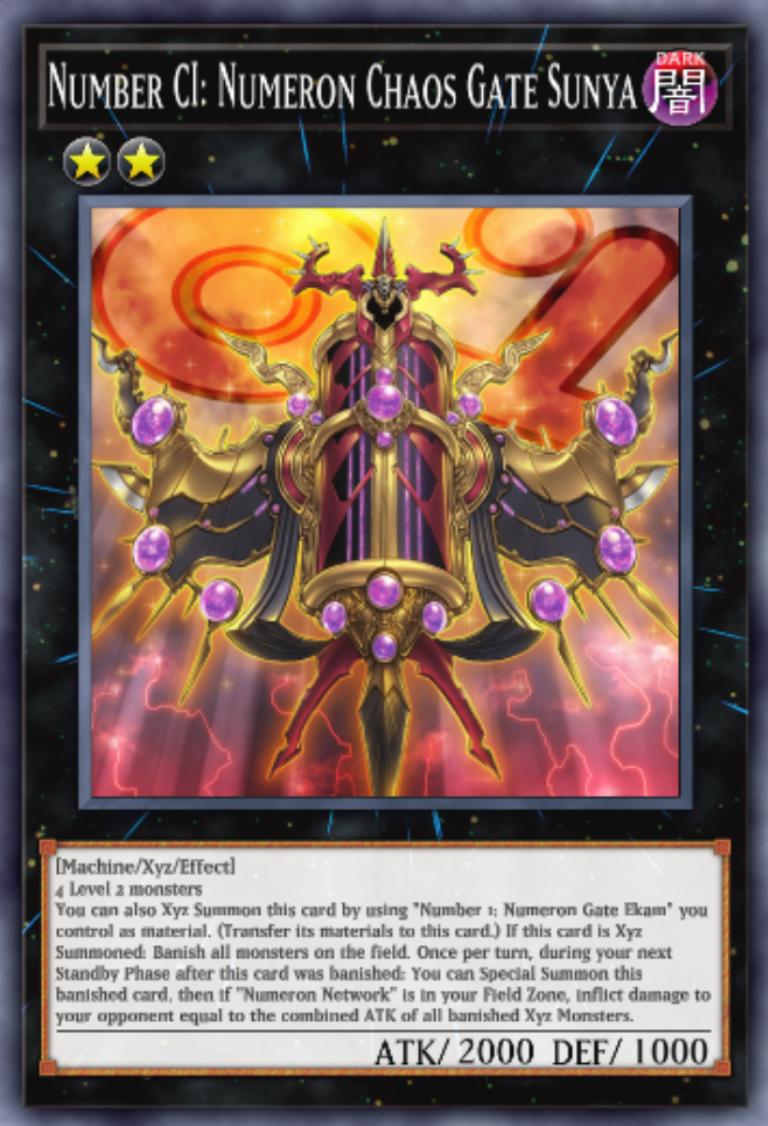 NUMBER C1: NUMERON CHAOS GATE SUNYA
DARK
闇
01
[Machine/Xyz/Effect]
4 Level 2 monsters
You can also Xyz Summon this card by using "Number 1: Numeron Gate Ekam" you
control as material. (Transfer its materials to this card.) If this card is Xyz
Summoned: Banish all monsters on the field. Once per turn, during your next
Standby Phase after this card was banished: You can Special Summon this
banished card, then if "Numeron Network" is in your Field Zone, inflict damage to
your opponent equal to the combined ATK of all banished Xyz Monsters.
ATK/ 2000 DEF/ 1000